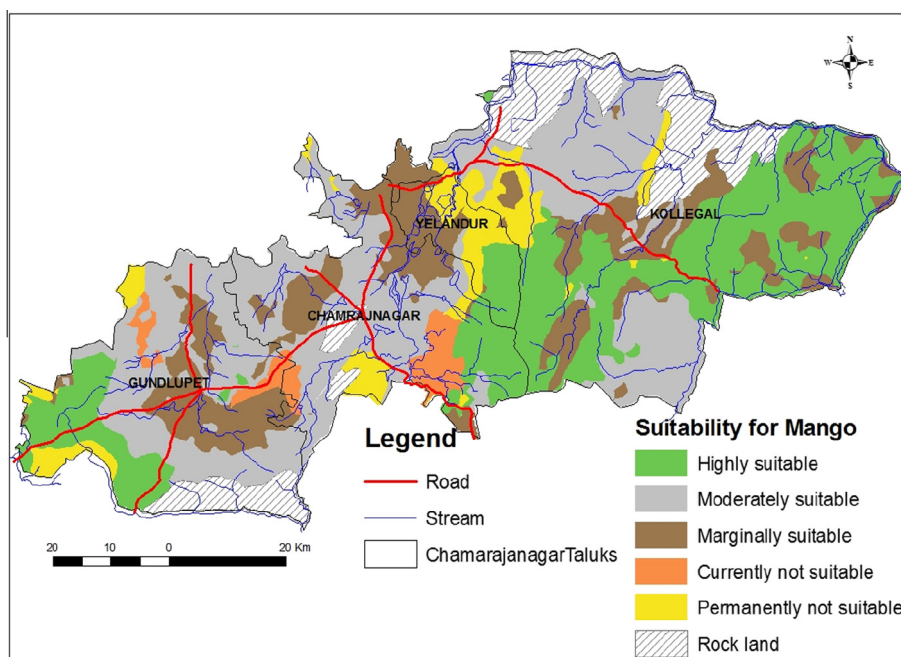 N
W E
S
KOLLEGAL
YELANDUR
CHAMRAJNAGAR
GUNDLUPET
Legend
Road
Stream
ChamarajanagarTaluks
20 10 0 20 Km
Suitability for Mango
Highly suitable
Moderately suitable
Marginally suitable
Currently not suitable
Permanently not suitable
Rock land